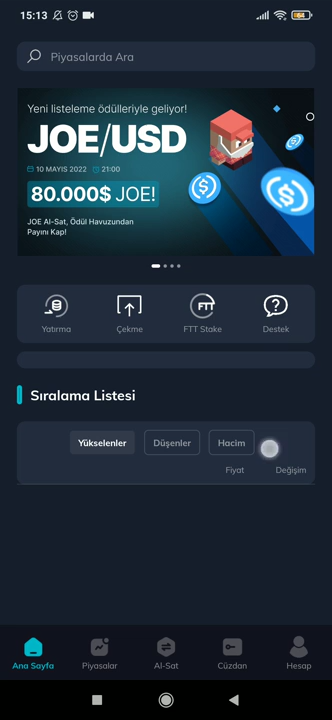 15:13
Piyasalarda Ara
Yeni listeleme ödülleriyle geliyor!
JOE/USD
10 MAYIS 2022 21:00
80.000$ JOE!
JOE Al-Sat, Ödül Havuzundan
Payını Kap!
Yatırma Çekme FTT Stake Destek
FTT
Sıralama Listesi
Yükselenler Düşenler Hacim
Fiyat Değişim
Ana Sayfa Piyasalar Al-Sat Cüzdan Hesap